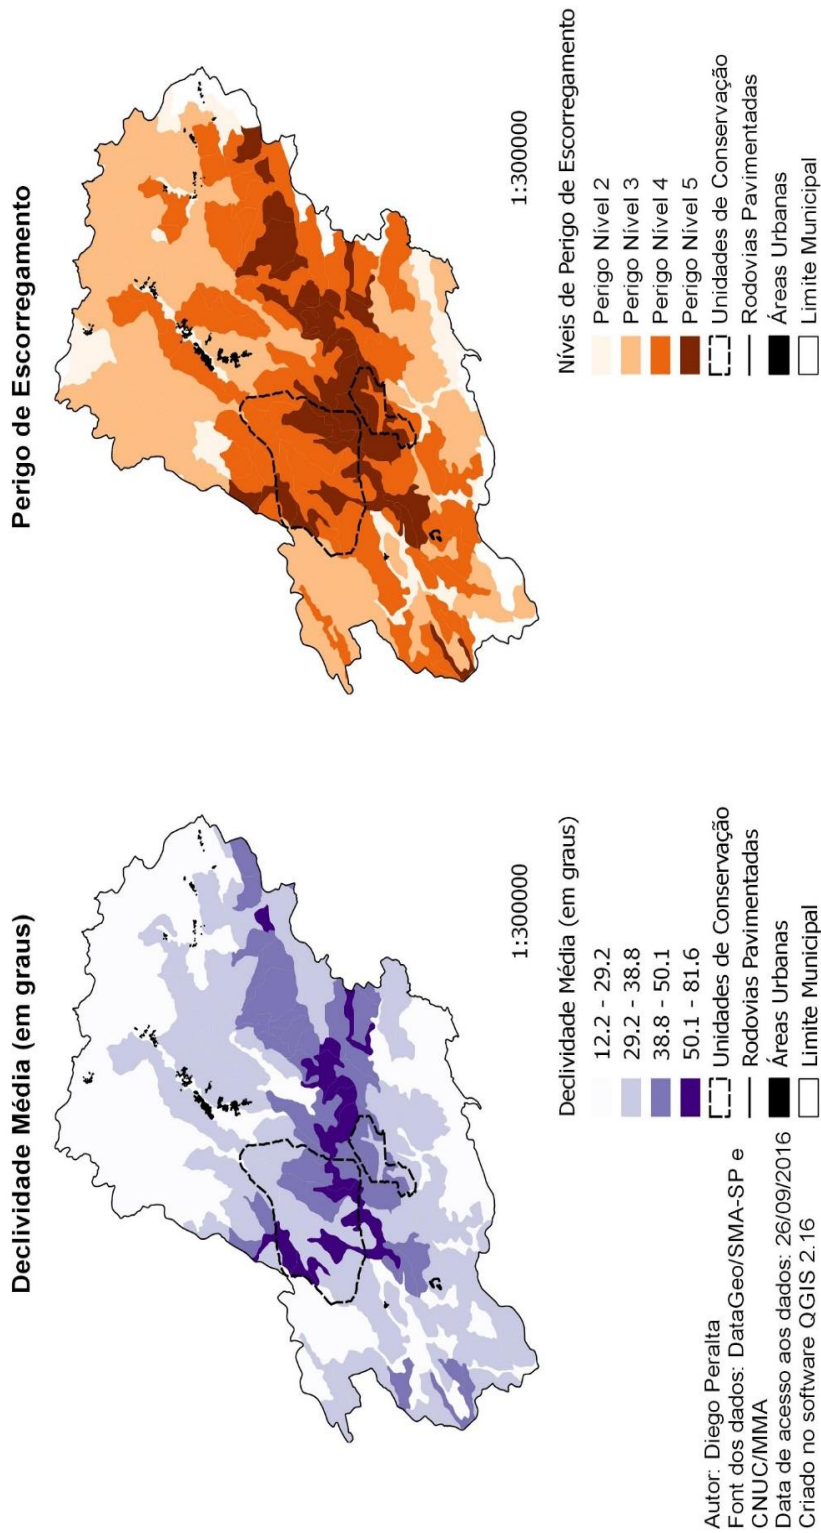 Declividade Média (em graus)
1:300000
Declividade Média (em graus)
12.2 - 29.2
29.2 - 38.8
38.8 - 50.1
50.1 - 81.6
Unidades de Conservação
Rodovias Pavimentadas
Áreas Urbanas
Limite Municipal
Autor: Diego Peralta
Font dos dados: DataGeo/SMA-SP e
CNUC/MMA
Data de acesso aos dados: 26/09/2016
Criado no software QGIS 2.16
Perigo de Escorregamento
1:300000
Níveis de Perigo de Escorregamento
Perigo Nível 2
Perigo Nível 3
Perigo Nível 4
Perigo Nível 5
Unidades de Conservação
Rodovias Pavimentadas
Áreas Urbanas
Limite Municipal